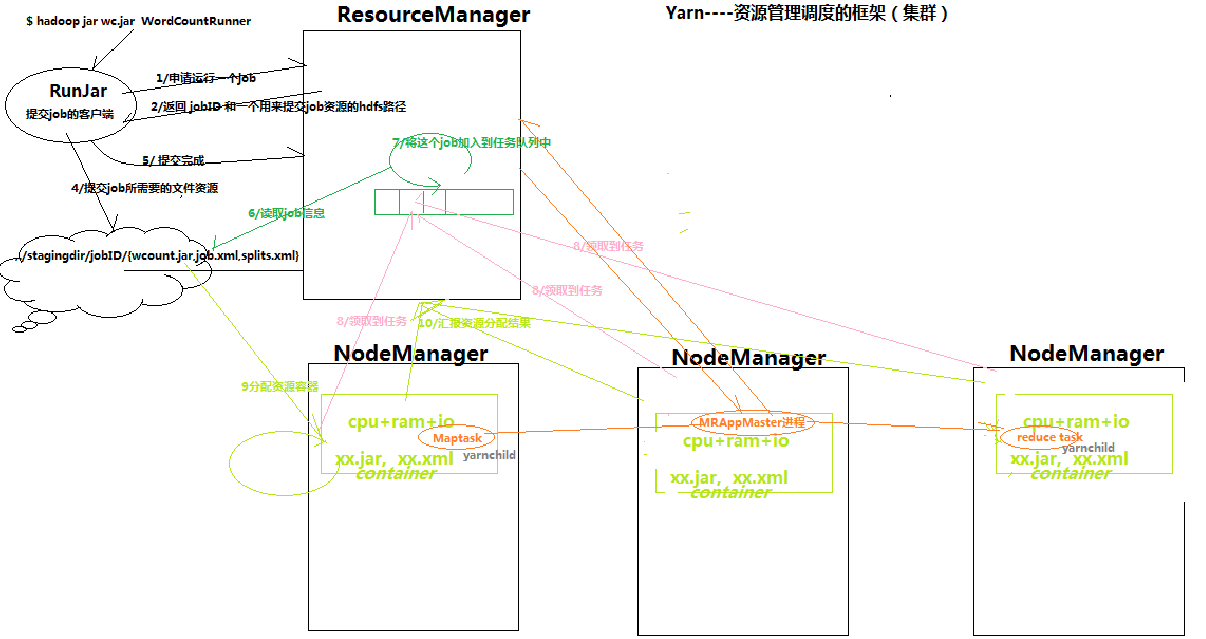 Yarn----资源管理调度的框架（集群）
ResourceManager
$ hadoop jar wc.jar WordCountRunner
RunJar
提交job的客户端
1/申请运行一个job
2/返回 jobID 和一个用来提交job资源的hdfs路径
7/将这个job加入到任务队列中
5/ 提交完成
4/提交job所需要的文件资源
6/读取job信息
/stagingdir/jobID/{wcount.jar,job.xml,splits.xml}
8/领取到任务
8/领取到任务
8/领取到任务
10/汇报资源分配结果
NodeManager
NodeManager
NodeManager
9分配资源容器
cpu+ram+io
Maptask
yarnchild
xx.jar, xx.xml
container
MRAppMaster进程
cpu+ram+io
xx.jar, xx.xml
container
cpu+ram+io
reduce task
yarnchild
xx.jar, xx.xml
container